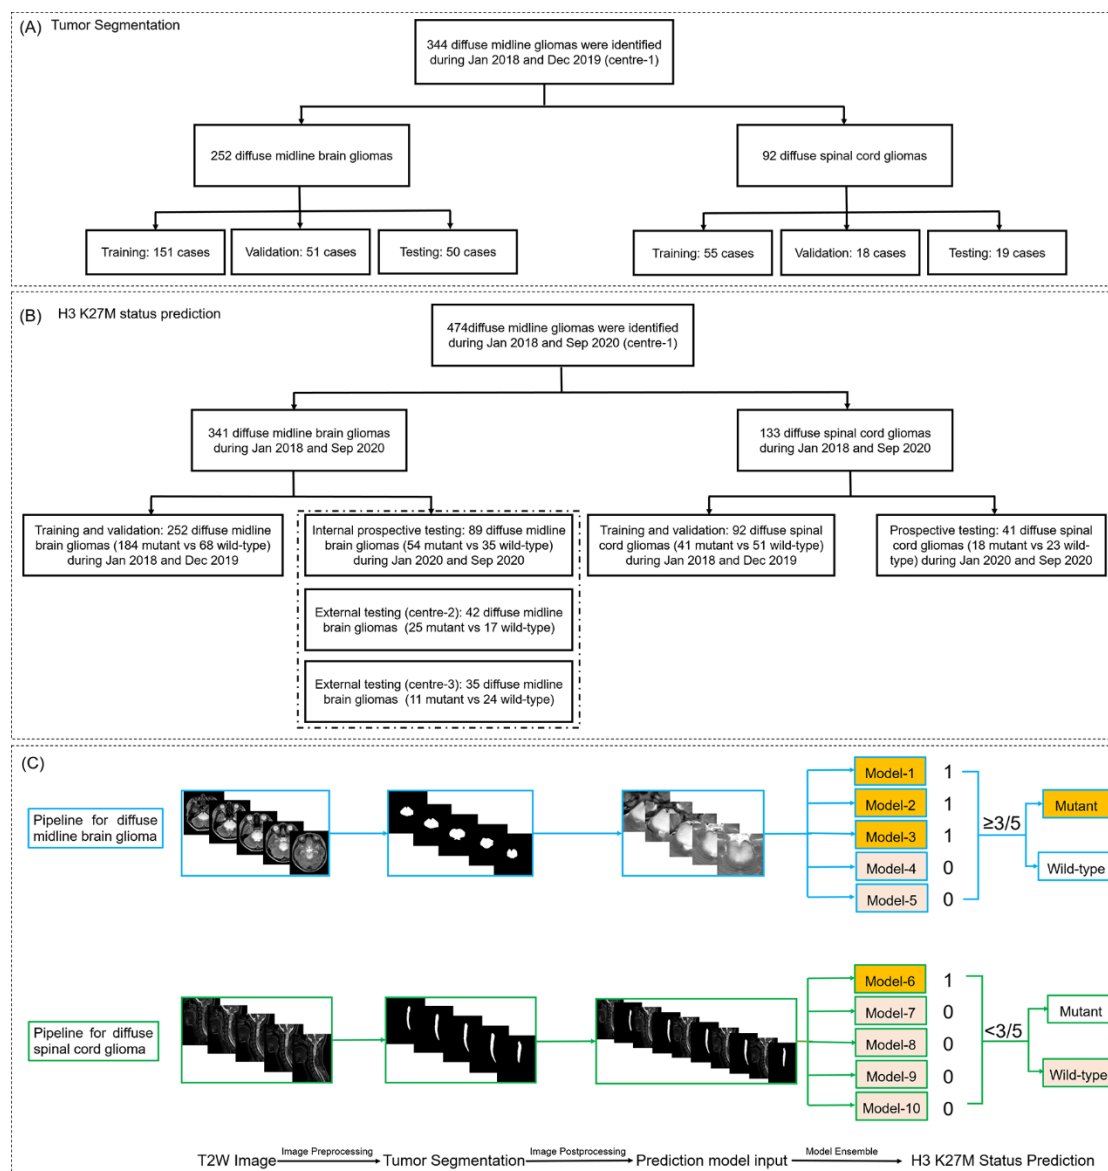 (A) Tumor Segmentation
344 diffuse midline gliomas were identified
during Jan 2018 and Dec 2019 (centre-1)
252 diffuse midline brain gliomas
92 diffuse spinal cord gliomas
Training: 151 cases
Validation: 51 cases
Testing: 50 cases
Training: 55 cases
Validation: 18 cases
Testing: 19 cases
(B) H3 K27M status prediction
474diffuse midline gliomas were identified
during Jan 2018 and Sep 2020 (centre-1)
341 diffuse midline brain gliomas
during Jan 2018 and Sep 2020
133 diffuse spinal cord gliomas
during Jan 2018 and Sep 2020
Training and validation: 252 diffuse midline
brain gliomas (184 mutant vs 68 wild-type)
during Jan 2018 and Dec 2019
Internal prospective testing: 89 diffuse midline
brain gliomas (54 mutant vs 35 wild-type)
during Jan 2020 and Sep 2020
Training and validation: 92 diffuse spinal
cord gliomas (41 mutant vs 51 wild-type)
during Jan 2018 and Dec 2019
Prospective testing: 41 diffuse spinal
cord gliomas (18 mutant vs 23 wild-
type) during Jan 2020 and Sep 2020
External testing (centre-2): 42 diffuse midline
brain gliomas (25 mutant vs 17 wild-type)
External testing (centre-3): 35 diffuse midline
brain gliomas (11 mutant vs 24 wild-type)
(C)
Pipeline for diffuse
midline brain glioma
Model-1 1
Model-2 1
Model-3 1
Model-4 0
Model-5 0
≥3/5
Mutant
Wild-type
Pipeline for diffuse
spinal cord glioma
Model-6 1
Model-7 0
Model-8 0
Model-9 0
Model-10 0
<3/5
Mutant
Wild-type
T2W Image Image Preprocessing Tumor Segmentation Image Postprocessing Prediction model input Model Ensemble H3 K27M Status Prediction